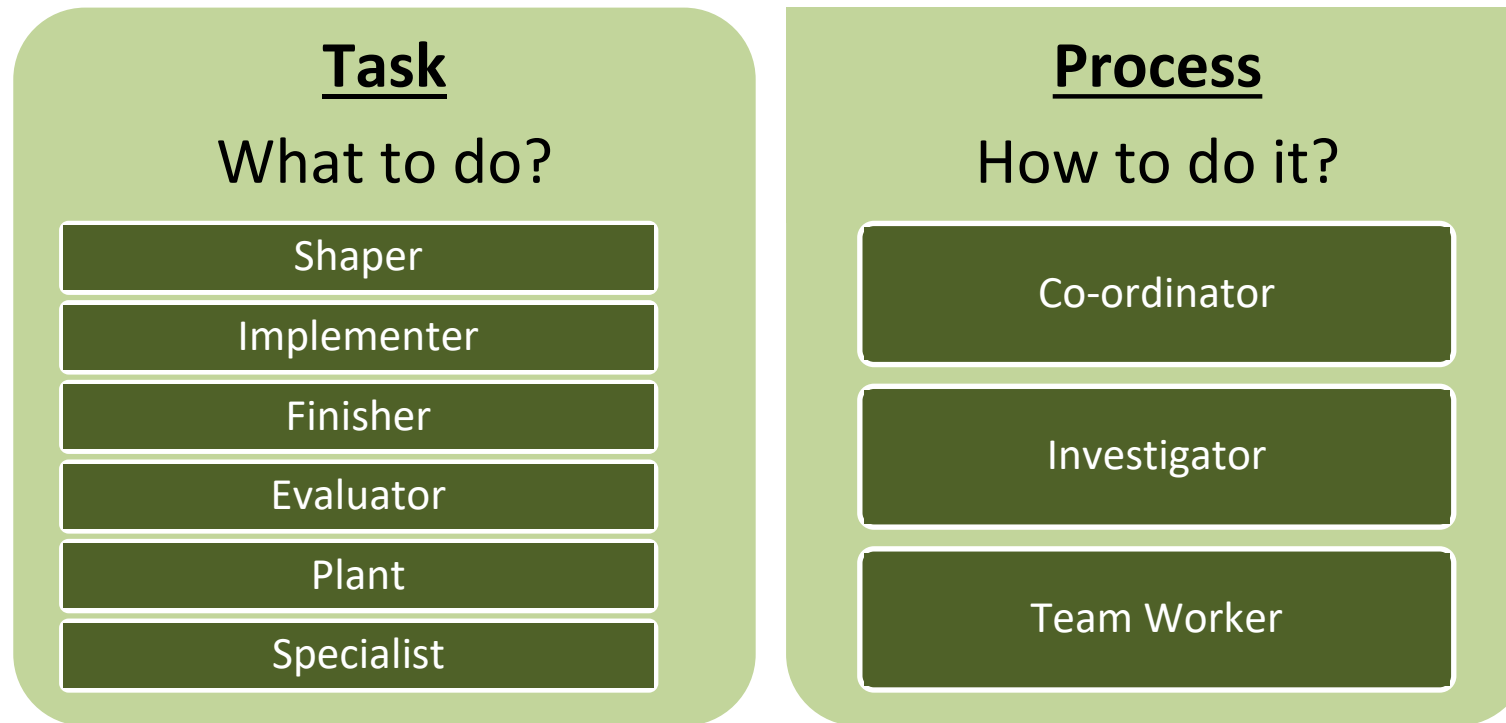 Task
What to do?
Shaper
Implementer
Finisher
Evaluator
Plant
Specialist
Process
How to do it?
Co-ordinator
Investigator
Team Worker